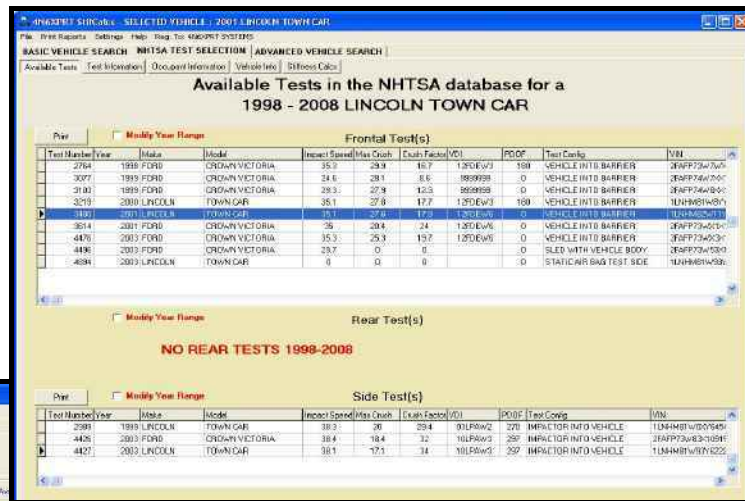 4N6XPRT StifCalcs - SELECTED VEHICLE : 2001 LINCOLN TOWN CAR
File Print Reports Settings Help Reg. To: 4N6XPRT SYSTEMS
BASIC VEHICLE SEARCH NHTSA TEST SELECTION ADVANCED VEHICLE SEARCH
Available Tests Test Information Occupant Information Vehicle Info Stiffness Calcs
Available Tests in the NHTSA database for a
1998 - 2008 LINCOLN TOWN CAR
Print Modify Year Range Frontal Test(s)
Test Number Year Make Model Impact Speed Max Crush Crush Factor VDI PDOF Test Config VIN
2764 1998 FORD CROWN VICTORIA 35.3 29.9 16.7 12FDEW3 180 VEHICLE INTO BARRIER
3077 1999 FORD CROWN VICTORIA 24.6 28.1 8.6 9999999 0 VEHICLE INTO BARRIER
1999 FORD CROWN VICTORIA 29.3 27.9 12.3 9999999 0 VEHICLE INTO BARRIER
3219 2000 LINCOLN TOWN CAR 35.1 27.8 17.7 12FDEW3 180 VEHICLE INTO BARRIER
2001 LINCOLN TOWN CAR 35.1 27.6 12FDEW6 0 VEHICLE INTO BARRIER
3614 2001 FORD CROWN VICTORIA 35 20.4 24 12FDEW6 0 VEHICLE INTO BARRIER
4476 2003 FORD CROWN VICTORIA 35.3 25.3 19.7 12FDEW6 0 VEHICLE INTO BARRIER
4496 2003 FORD CROWN VICTORIA 0 0 0 SLED WITH VEHICLE BODY
2003 LINCOLN TOWN CAR 0 0 0 0 STATIC AIR BAG TEST SIDE
Modify Year Range Rear Test(s)
NO REAR TESTS 1998-2008
Print Modify Year Range Side Test(s)
Test Number Year Make Model Impact Speed Max Crush Crush Factor VDI PDOF Test Config VIN
1999 LINCOLN TOWN CAR 38.3 20 29.4 270 IMPACTOR INTO VEHICLE
2003 FORD CROWN VICTORIA 38.4 18.4 32 10LPAW3 297 IMPACTOR INTO VEHICLE
4427 2003 LINCOLN TOWN CAR 38.1 17.1 34 10LPAW3 297 IMPACTOR INTO VEHICLE